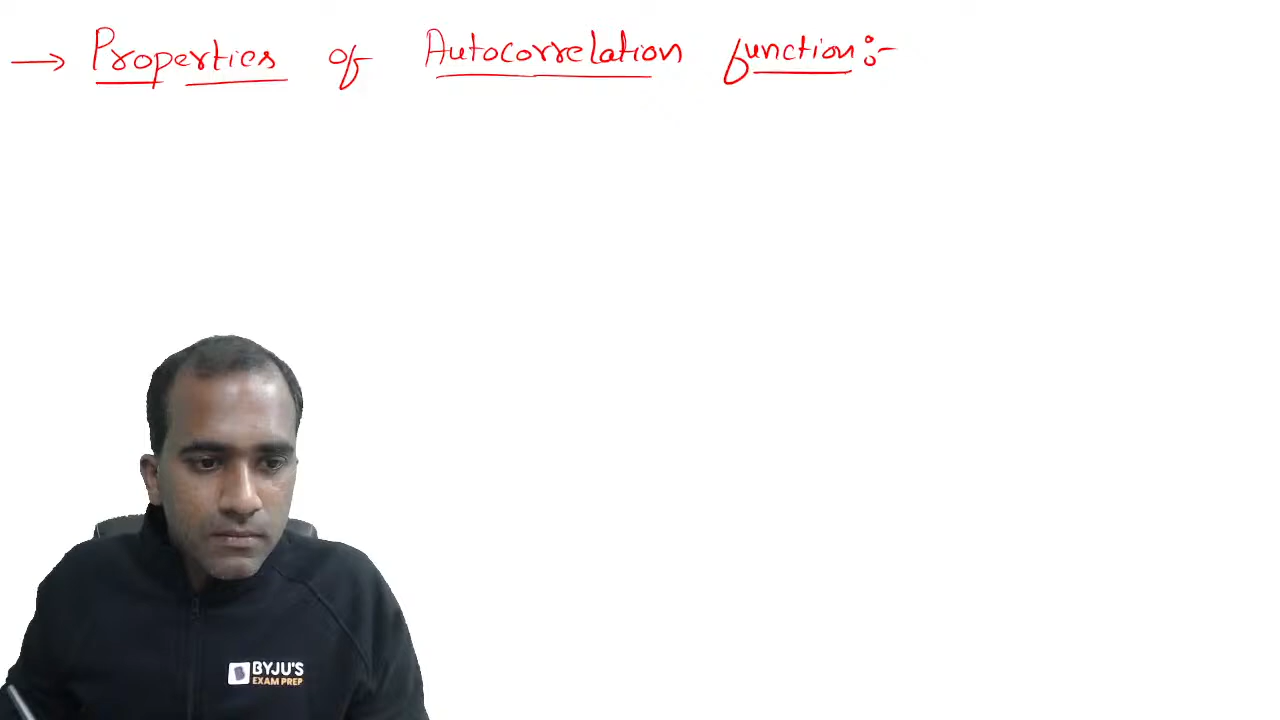 → Properties of Autocorrelation function:-
BYJU'S
EXAM PREP